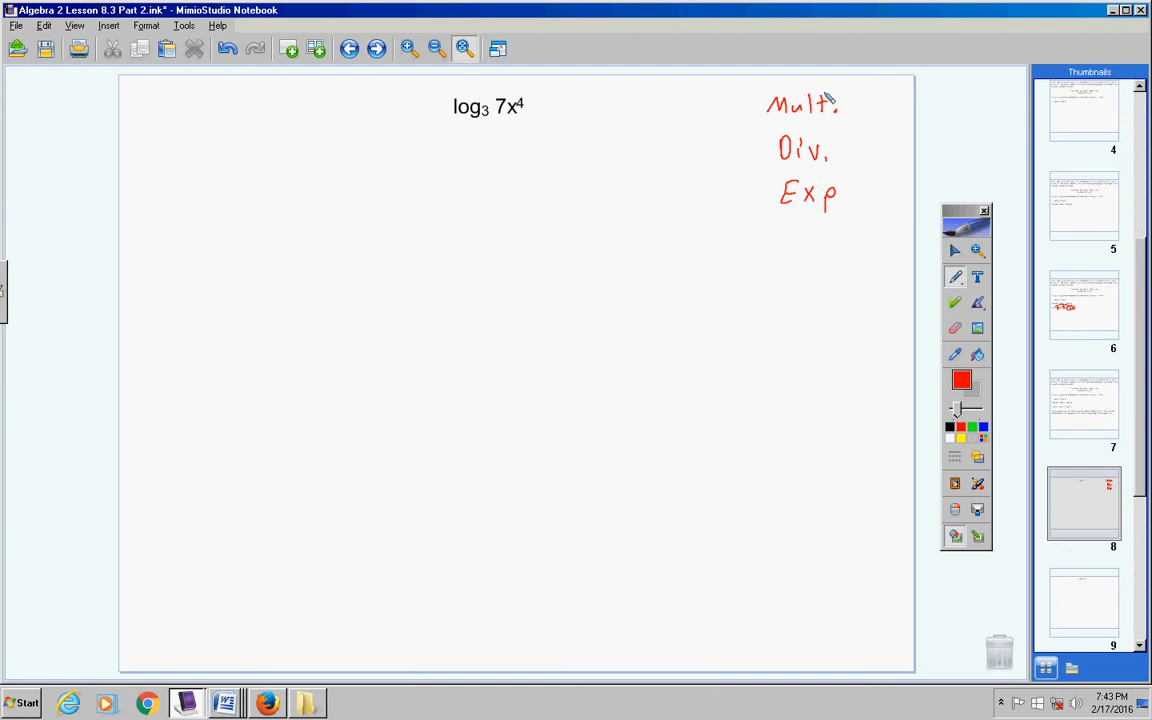 Algebra 2 Lesson 8.3 Part 2.ink* - MimioStudio Notebook
File Edit View Insert Format Tools Help
Thumbnails
log₃ 7x⁴
Mult.
Div.
Exp
4
5
6
7
8
9
Start
7:43 PM
2/17/2016